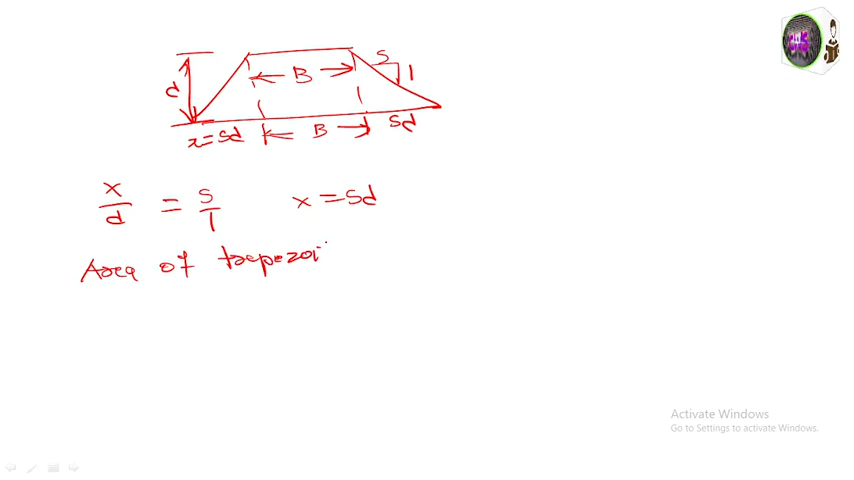 S
1
d
B
x=Sd
B
Sd
x/d = S/1 x=Sd
Area of trapezoi
Activate Windows
Go to Settings to activate Windows.